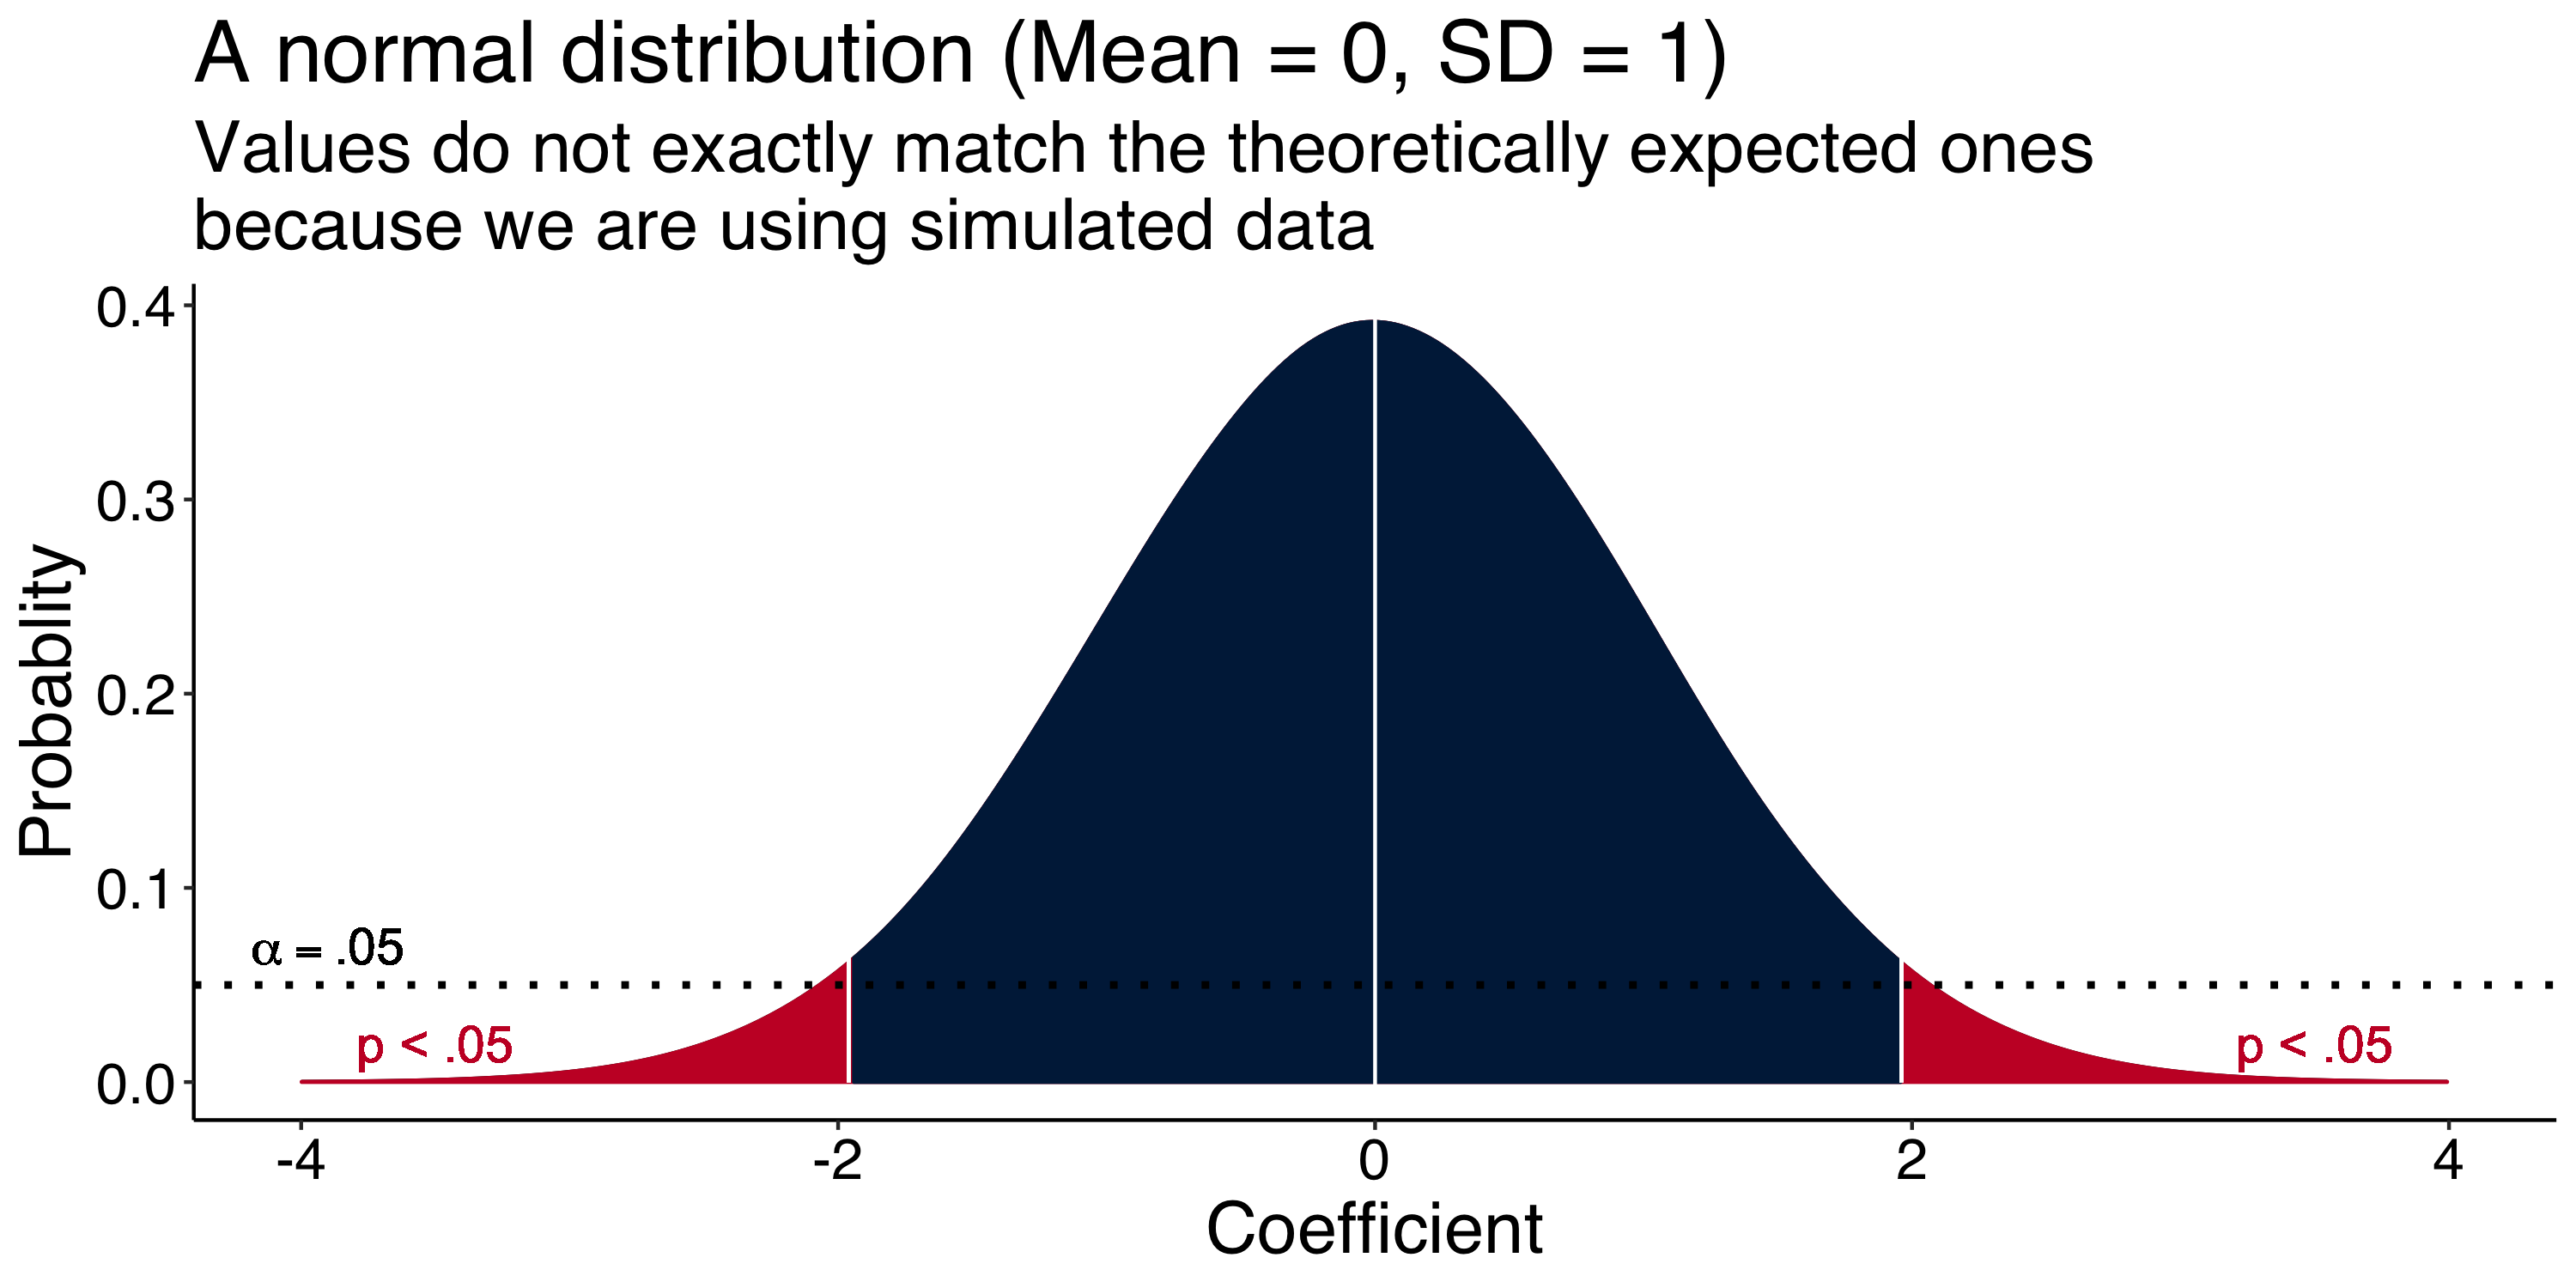 A normal distribution (Mean = 0, SD = 1)
Values do not exactly match the theoretically expected ones
because we are using simulated data
0.4
0.3
0.2
0.1
0.0
Probablity
α = .05
p < .05
p < .05
-4
-2
0
2
4
Coefficient